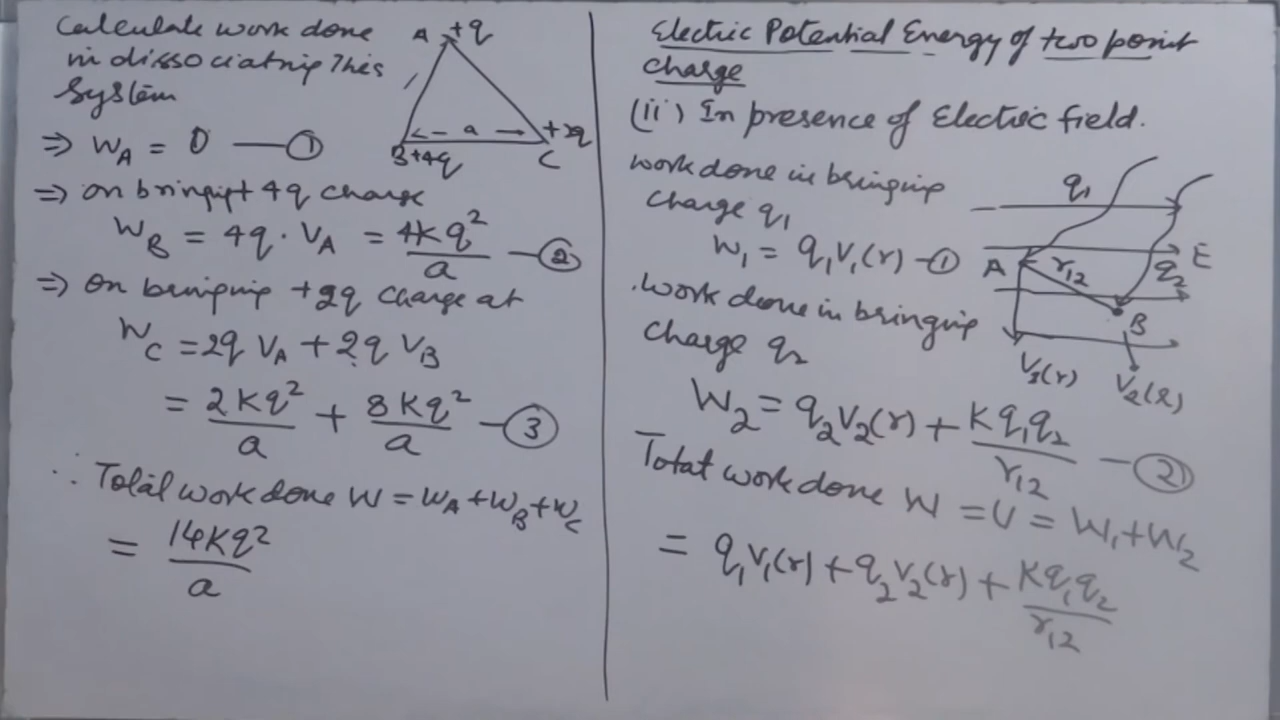 Calculate work done
in dissociating This
System
A +q
a
B+4q
C
+2q
⇒ W_A = 0 — ①
⇒ on bringing + 4q charge
W_B = 4q · V_A = 4Kq²/a — ②
⇒ On bringing +2q charge at
W_C = 2q V_A + 2q V_B
= 2Kq²/a + 8Kq²/a — ③
∴ Total work done W = W_A + W_B + W_C
= 14Kq²/a
Electric Potential Energy of two point
charge
(ii) In presence of Electric field.
work done in bringing
charge q₁
W₁ = q₁V₁(r) — ①
.work done in bringing
charge q₂
W₂ = q₂V₂(r) + Kq₁q₂/r₁₂ — ②
Total work done W = U = W₁ + W₂
= q₁V₁(r) + q₂V₂(r) + Kq₁q₂/r₁₂
q₁
E
A
r₁₂
q₂
B
V₁(r)
V₂(r)